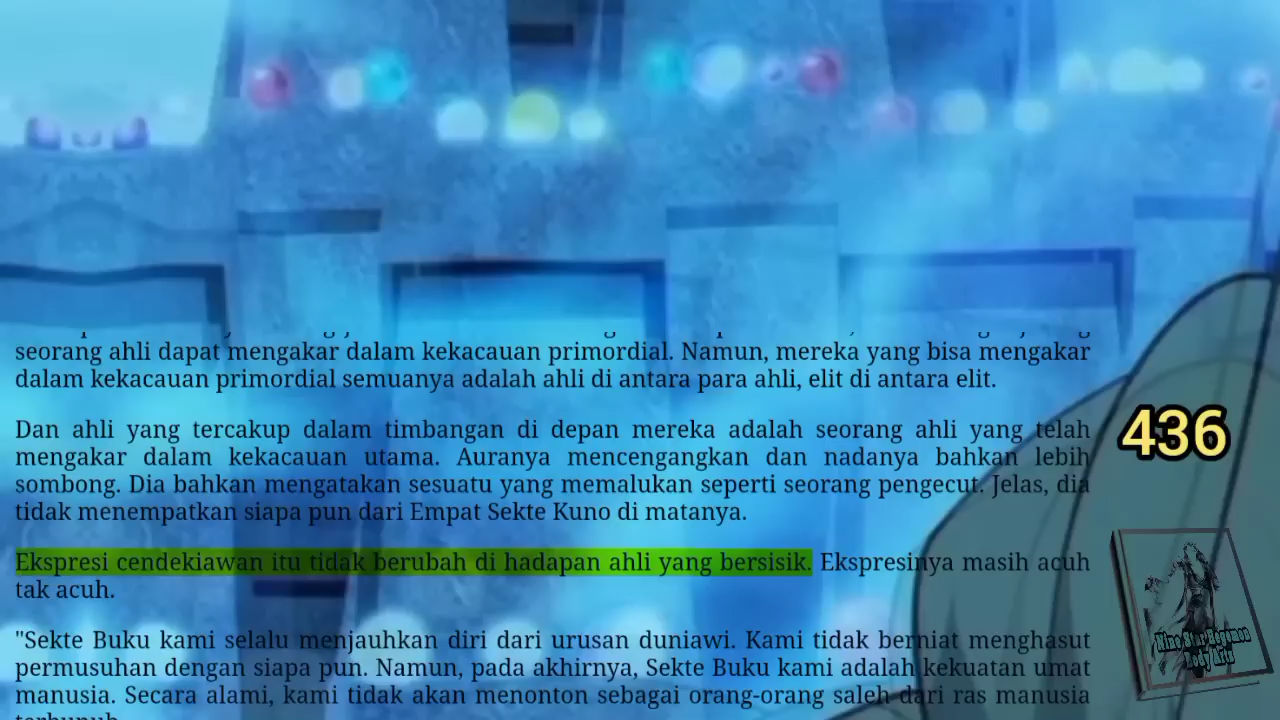 seorang ahli dapat mengakar dalam kekacauan primordial. Namun, mereka yang bisa mengakar
dalam kekacauan primordial semuanya adalah ahli di antara para ahli, elit di antara elit.
Dan ahli yang tercakup dalam timbangan di depan mereka adalah seorang ahli yang telah
mengakar dalam kekacauan utama. Auranya mencengangkan dan nadanya bahkan lebih
sombong. Dia bahkan mengatakan sesuatu yang memalukan seperti seorang pengecut. Jelas, dia
tidak menempatkan siapa pun dari Empat Sekte Kuno di matanya.
Ekspresi cendekiawan itu tidak berubah di hadapan ahli yang bersisik. Ekspresinya masih acuh
tak acuh.
"Sekte Buku kami selalu menjauhkan diri dari urusan duniawi. Kami tidak berniat menghasut
permusuhan dengan siapa pun. Namun, pada akhirnya, Sekte Buku kami adalah kekuatan umat
manusia. Secara alami, kami tidak akan menonton sebagai orang-orang saleh dari ras manusia
436
Nine Star Hegemon
Body Arts